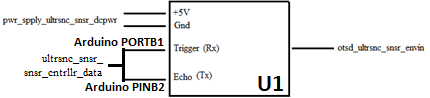 +5V
pwr_spply_ultrsnc_snsr_dcpwr
Gnd
Arduino PORTB1
Trigger (Rx)
otsd_ultrsnc_snsr_envin
ultrsnc_snsr_
snsr_cntrllr_data
Echo (Tx)
Arduino PINB2
U1